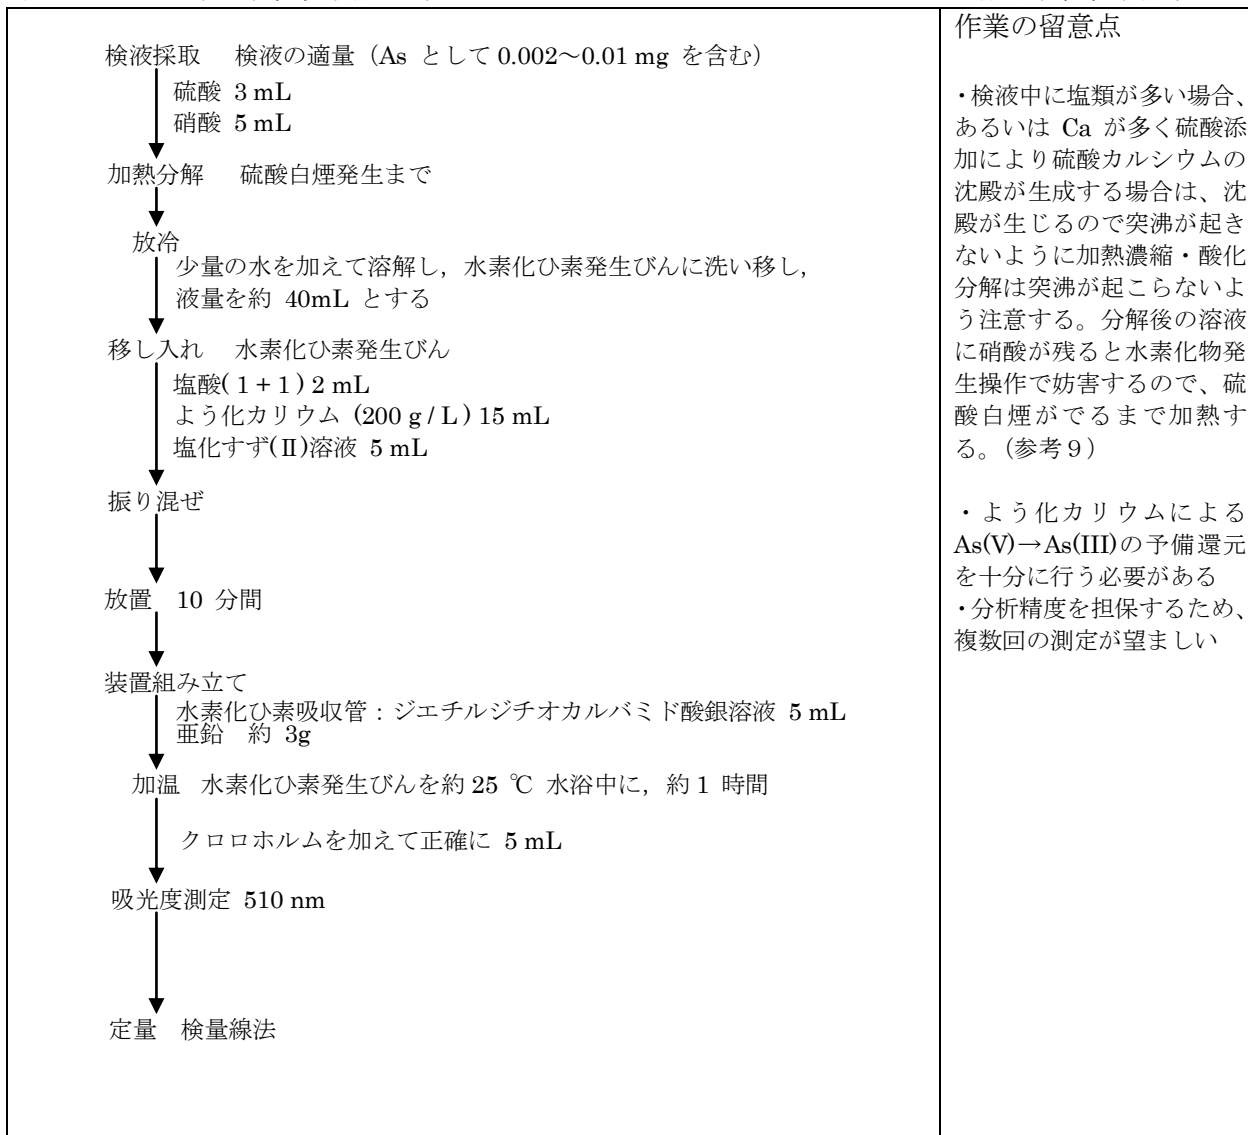 検液採取　検液の適量（As として 0.002～0.01 mg を含む）
硫酸 3 mL
硝酸 5 mL
加熱分解　硫酸白煙発生まで
放冷
少量の水を加えて溶解し，水素化ひ素発生びんに洗い移し，
液量を約 40mL とする
移し入れ　水素化ひ素発生びん
塩酸( 1 + 1 ) 2 mL
よう化カリウム (200 g / L ) 15 mL
塩化すず(Ⅱ)溶液 5 mL
振り混ぜ
放置　10 分間
装置組み立て
水素化ひ素吸収管：ジエチルジチオカルバミド酸銀溶液 5 mL
亜鉛　約 3g
加温　水素化ひ素発生びんを約 25 ℃ 水浴中に，約 1 時間
クロロホルムを加えて正確に 5 mL
吸光度測定 510 nm
定量　検量線法
作業の留意点
・検液中に塩類が多い場合、
あるいは Ca が多く硫酸添
加により硫酸カルシウムの
沈殿が生成する場合は、沈
殿が生じるので突沸が起き
ないように加熱濃縮・酸化
分解は突沸が起こらないよ
う注意する。分解後の溶液
に硝酸が残ると水素化物発
生操作で妨害するので、硫
酸白煙がでるまで加熱す
る。（参考９）
・よう化カリウムによる
As(V)→As(III)の予備還元
を十分に行う必要がある
・分析精度を担保するため、
複数回の測定が望ましい